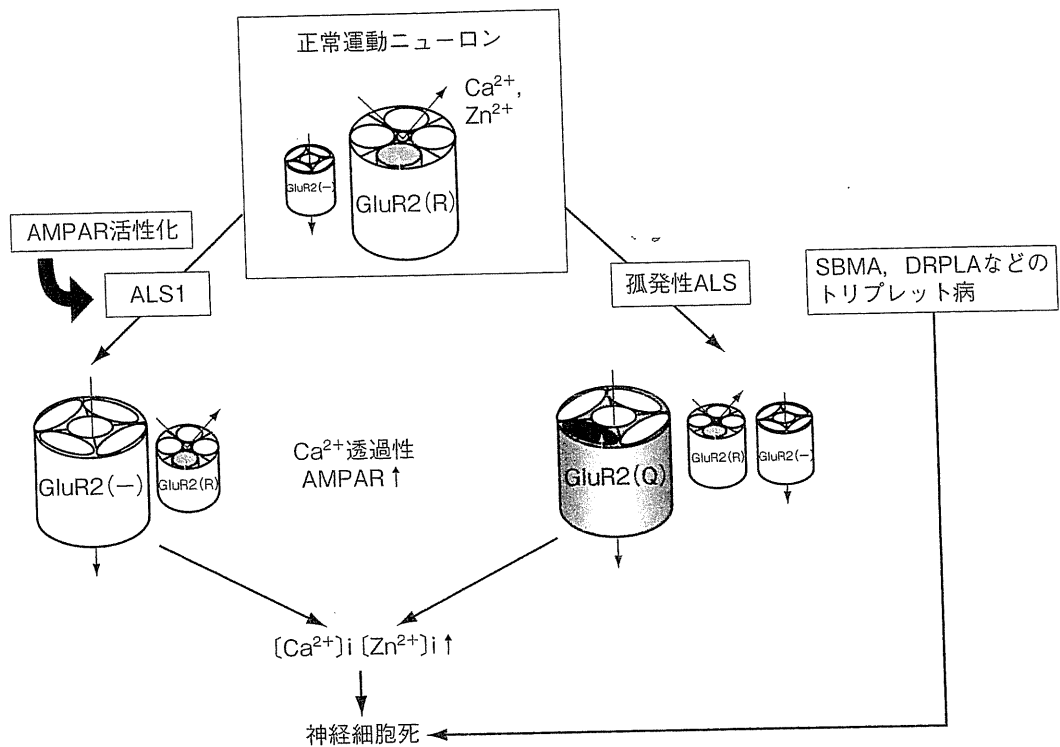 正常運動ニューロン
Ca²⁺,
Zn²⁺
GluR2(−)
GluR2(R)
AMPAR活性化
ALS1
孤発性ALS
SBMA, DRPLAなどの
トリプレット病
GluR2(−)
GluR2(R)
Ca²⁺透過性
AMPAR↑
GluR2(Q)
GluR2(R)
GluR2(−)
〔Ca²⁺〕i〔Zn²⁺〕i↑
神経細胞死